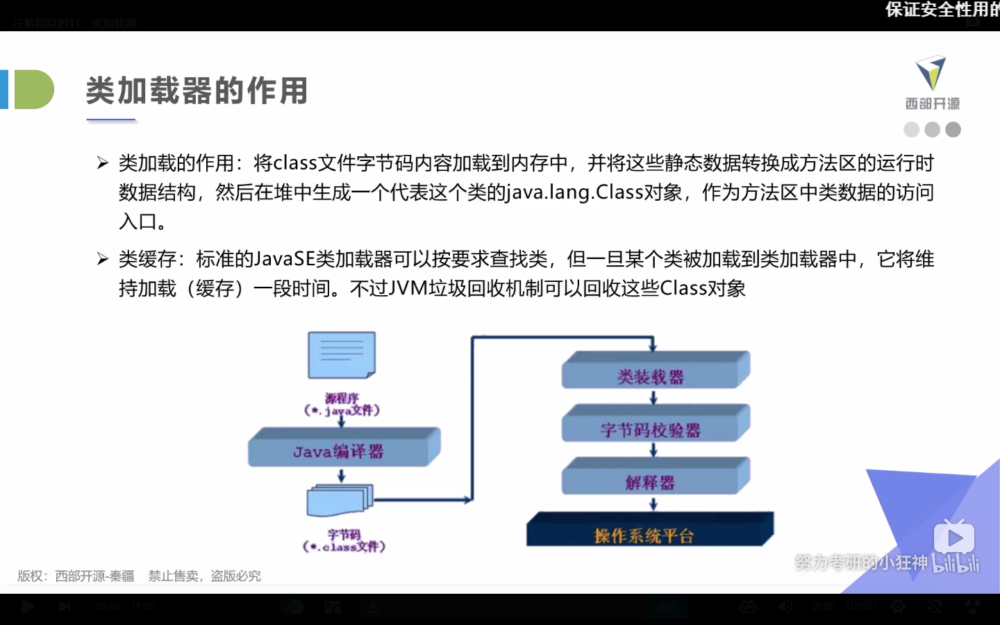 保证安全性用的
注解和反射11：类加载器
类加载器的作用
西部开源
类加载的作用：将class文件字节码内容加载到内存中，并将这些静态数据转换成方法区的运行时
数据结构，然后在堆中生成一个代表这个类的java.lang.Class对象，作为方法区中类数据的访问
入口。
类缓存：标准的JavaSE类加载器可以按要求查找类，但一旦某个类被加载到类加载器中，它将维
持加载（缓存）一段时间。不过JVM垃圾回收机制可以回收这些Class对象
源程序
(*.java文件)
Java编译器
字节码
(*.class文件)
类装载器
字节码校验器
解释器
操作系统平台
努力考研的小狂神
bilibili
版权：西部开源-秦疆 禁止售卖，盗版必究
10:48 / 11:25
选集
1080P